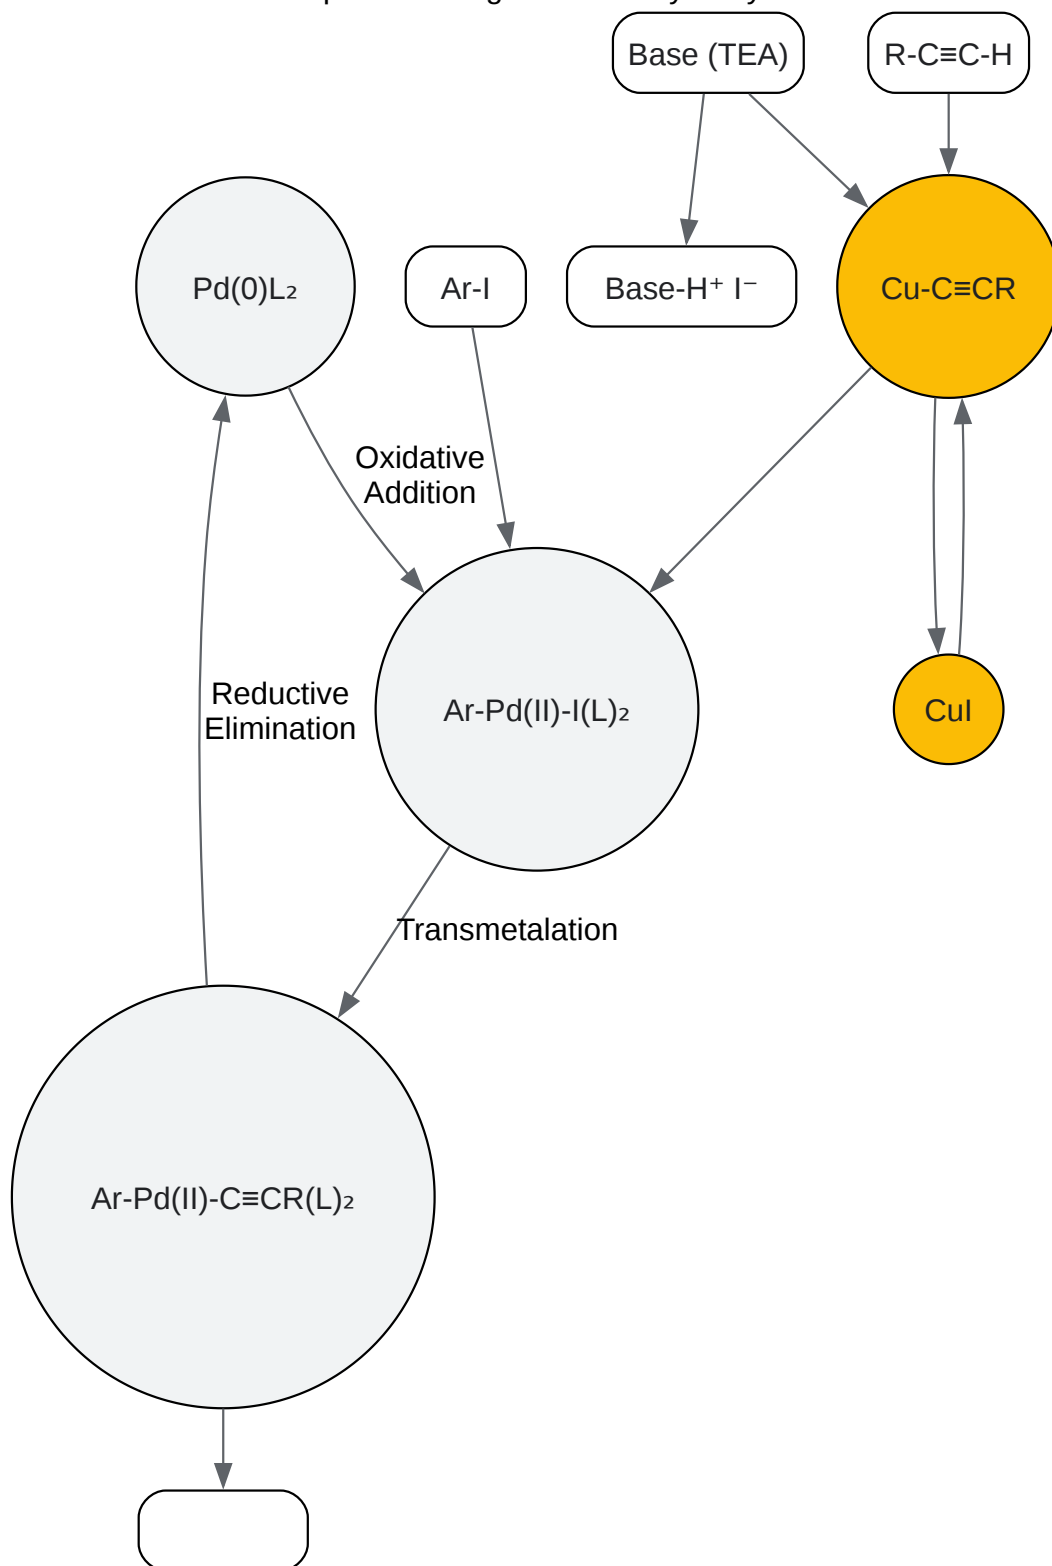 Base (TEA)
R-C≡C-H
Pd(0)L₂
Ar-I
Base-H⁺ I⁻
Cu-C≡CR
Oxidative
Addition
Reductive
Elimination
Ar-Pd(II)-I(L)₂
CuI
Transmetalation
Ar-Pd(II)-C≡CR(L)₂